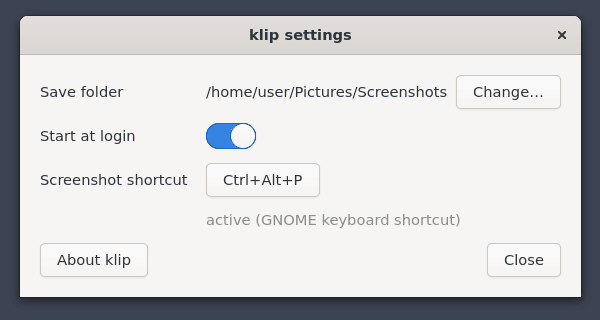 klip settings
Save folder /home/user/Pictures/Screenshots Change...
Start at login
Screenshot shortcut Ctrl+Alt+P
active (GNOME keyboard shortcut)
About klip Close